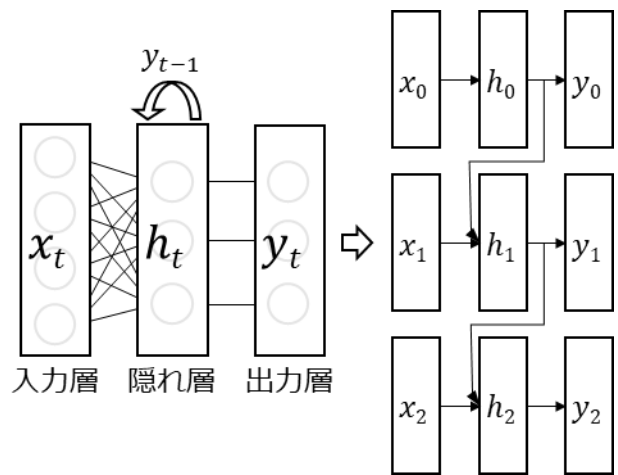 y_{t−1}
x_t h_t y_t
入力層 隠れ層 出力層
x_0 h_0 y_0
x_1 h_1 y_1
x_2 h_2 y_2